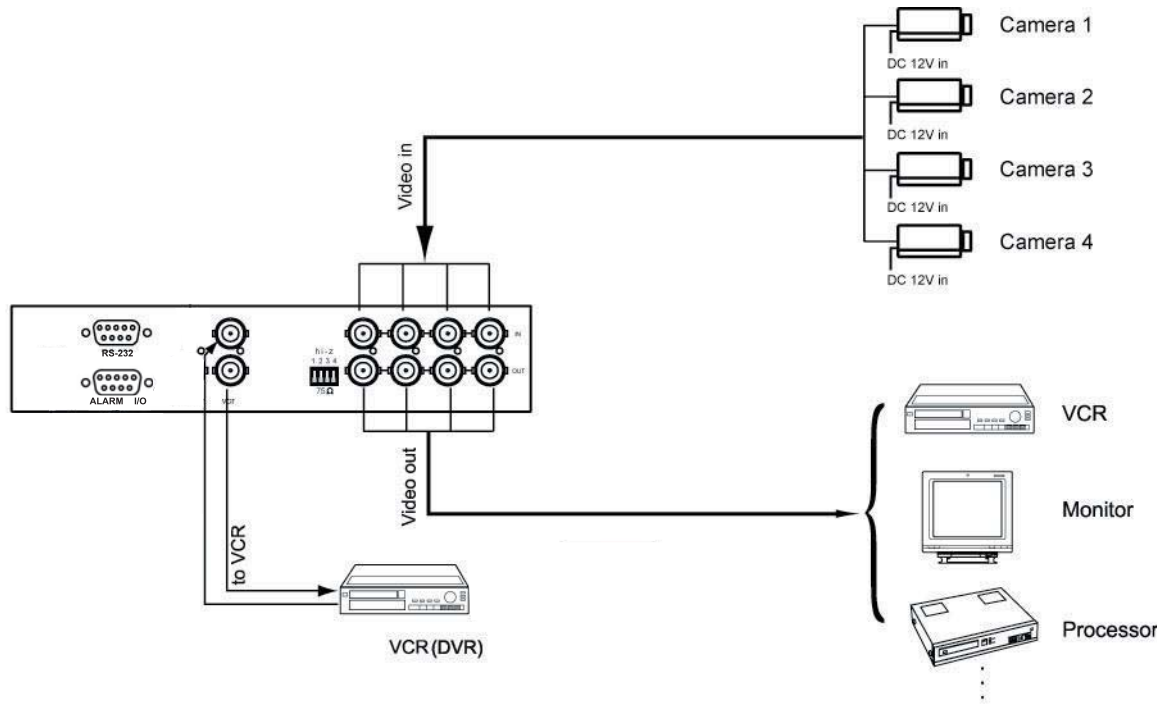 Camera 1
DC 12V in
Camera 2
DC 12V in
Camera 3
DC 12V in
Camera 4
DC 12V in
Video in
RS-232
ALARM I/O
hi-z
1 2 3 4
75Ω
IN
OUT
Video out
to VCR
VCR (DVR)
VCR
Monitor
Processor